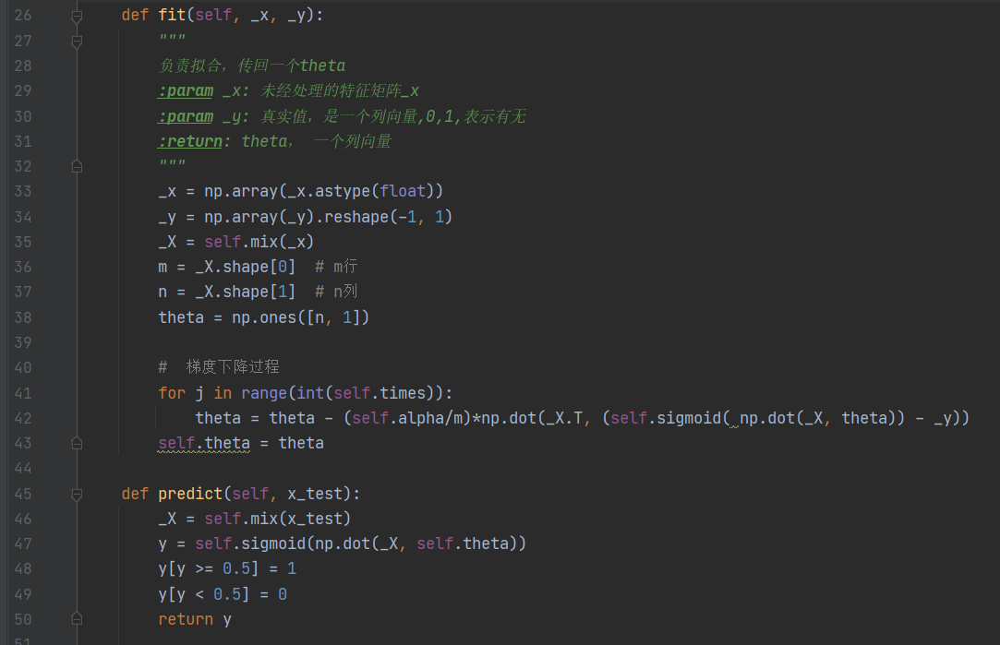 26 def fit(self, _x, _y):
27 """
28 负责拟合，传回一个theta
29 :param _x: 未经处理的特征矩阵_x
30 :param _y: 真实值，是一个列向量,0,1,表示有无
31 :return: theta， 一个列向量
32 """
33 _x = np.array(_x.astype(float))
34 _y = np.array(_y).reshape(-1, 1)
35 _X = self.mix(_x)
36 m = _X.shape[0]  # m行
37 n = _X.shape[1]  # n列
38 theta = np.ones([n, 1])
39
40 #  梯度下降过程
41 for j in range(int(self.times)):
42 theta = theta - (self.alpha/m)*np.dot(_X.T, (self.sigmoid( np.dot(_X, theta)) - _y))
43 self.theta = theta
44
45 def predict(self, x_test):
46 _X = self.mix(x_test)
47 y = self.sigmoid(np.dot(_X, self.theta))
48 y[y >= 0.5] = 1
49 y[y < 0.5] = 0
50 return y
51